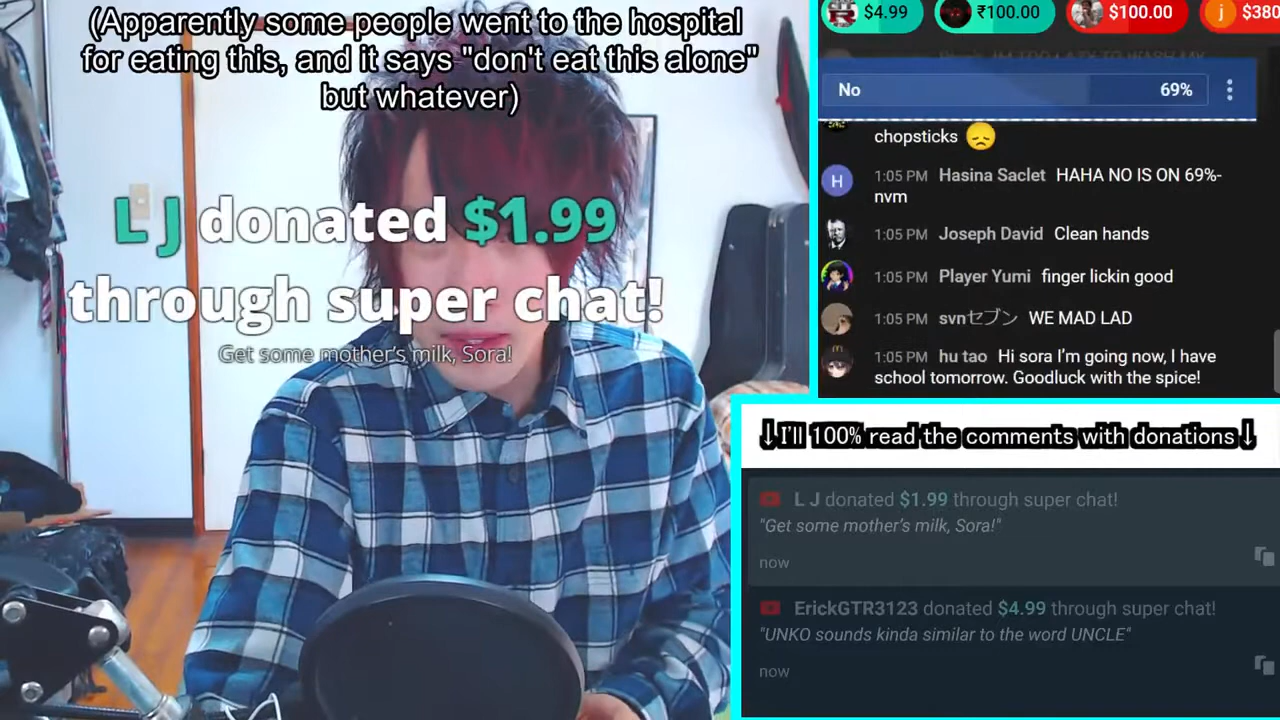 (Apparently some people went to the hospital
for eating this, and it says "don't eat this alone"
but whatever)
L J donated $1.99
through super chat!
Get some mother's milk, Sora!
$4.99
₹100.00
$100.00
j $380
No 69%
chopsticks 😞
H 1:05 PM Hasina Saclet HAHA NO IS ON 69%-
nvm
1:05 PM Joseph David Clean hands
1:05 PM Player Yumi finger lickin good
1:05 PM svnセブン WE MAD LAD
1:05 PM hu tao Hi sora I'm going now, I have
school tomorrow. Goodluck with the spice!
↓I'll 100% read the comments with donations↓
L J donated $1.99 through super chat!
"Get some mother's milk, Sora!"
now
ErickGTR3123 donated $4.99 through super chat!
"UNKO sounds kinda similar to the word UNCLE"
now